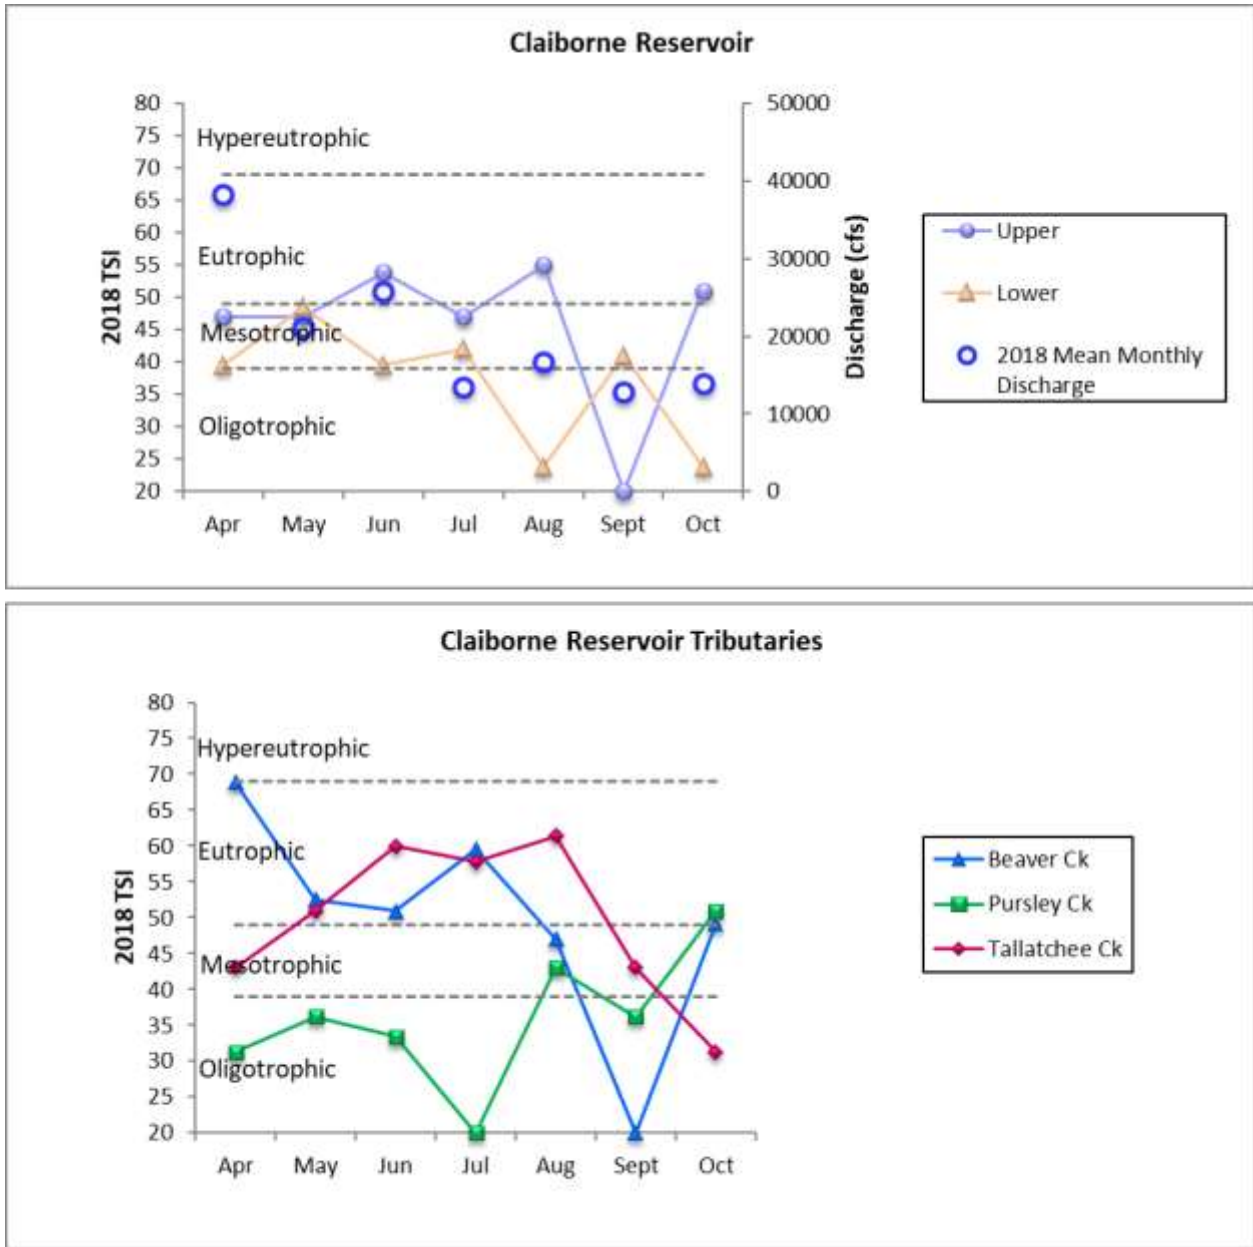 Claiborne Reservoir
80
75
70
65
60
55
50
45
40
35
30
25
20
2018 TSI
Hypereutrophic
Eutrophic
Mesotrophic
Oligotrophic
50000
40000
30000
20000
10000
0
Discharge (cfs)
Apr May Jun Jul Aug Sept Oct
Upper
Lower
2018 Mean Monthly
Discharge
Claiborne Reservoir Tributaries
80
75
70
65
60
55
50
45
40
35
30
25
20
2018 TSI
Hypereutrophic
Eutrophic
Mesotrophic
Oligotrophic
Apr May Jun Jul Aug Sept Oct
Beaver Ck
Pursley Ck
Tallatchee Ck